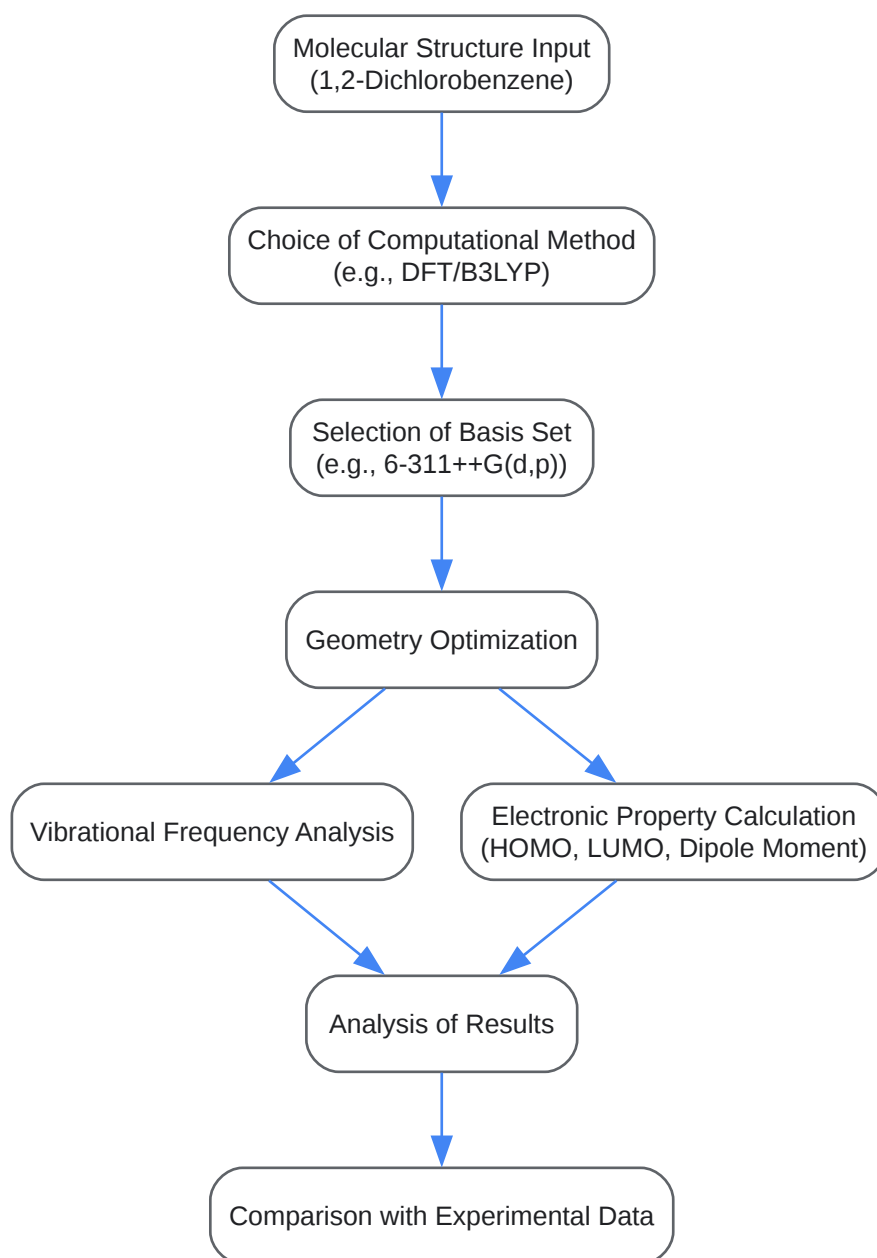 Molecular Structure Input
(1,2-Dichlorobenzene)
Choice of Computational Method
(e.g., DFT/B3LYP)
Selection of Basis Set
(e.g., 6-311++G(d,p))
Geometry Optimization
Vibrational Frequency Analysis
Electronic Property Calculation
(HOMO, LUMO, Dipole Moment)
Analysis of Results
Comparison with Experimental Data